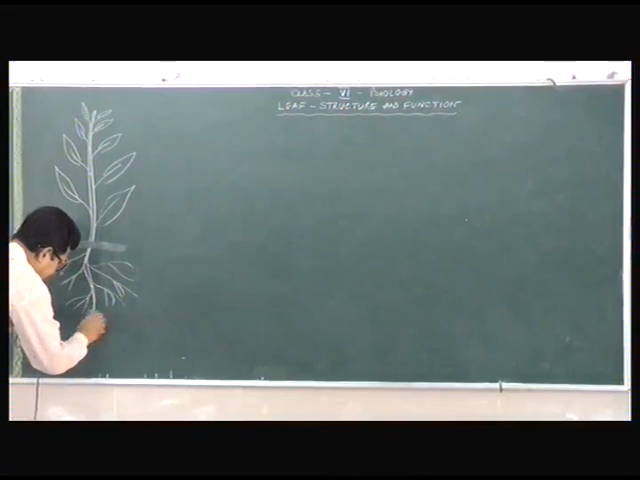 CLASS - VI - BIOLOGY
LEAF - STRUCTURE AND FUNCTION